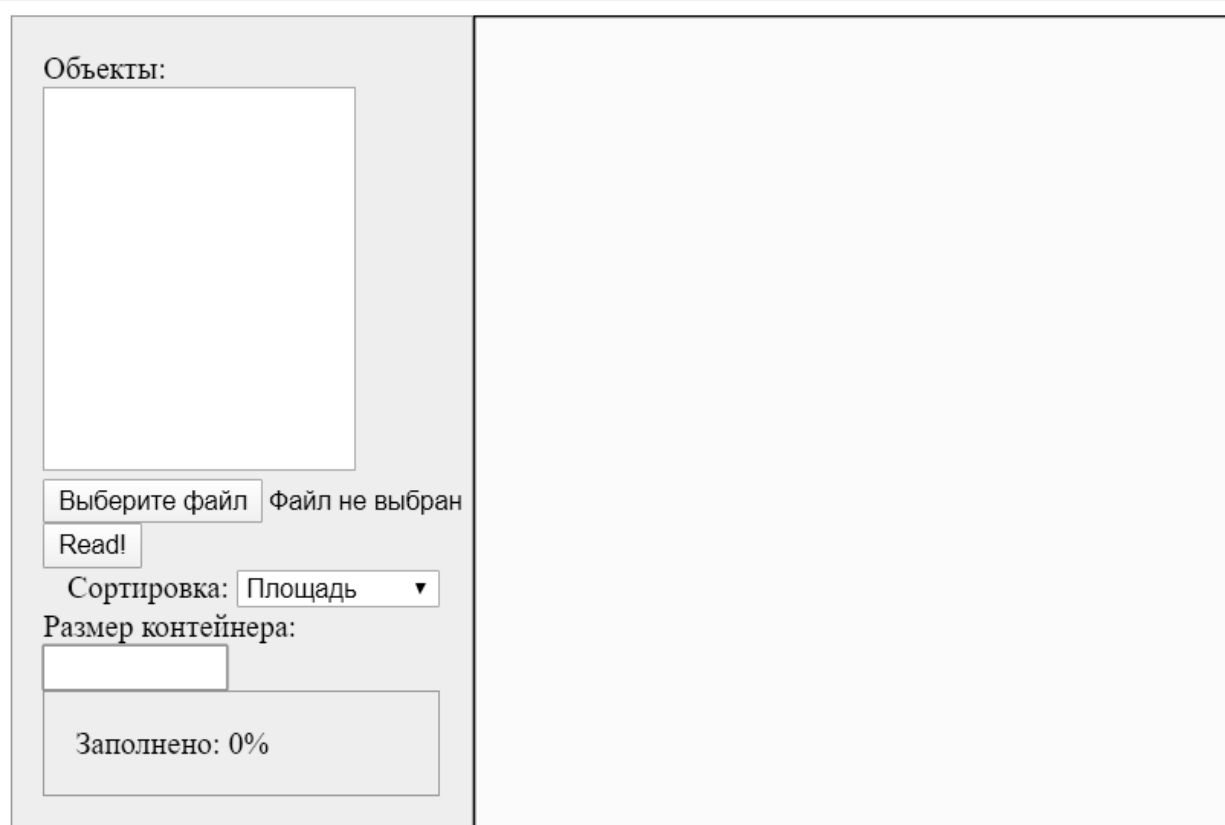 Объекты:
Выберите файл Файл не выбран
Read!
Сортировка: Площадь
Размер контейнера:
Заполнено: 0%